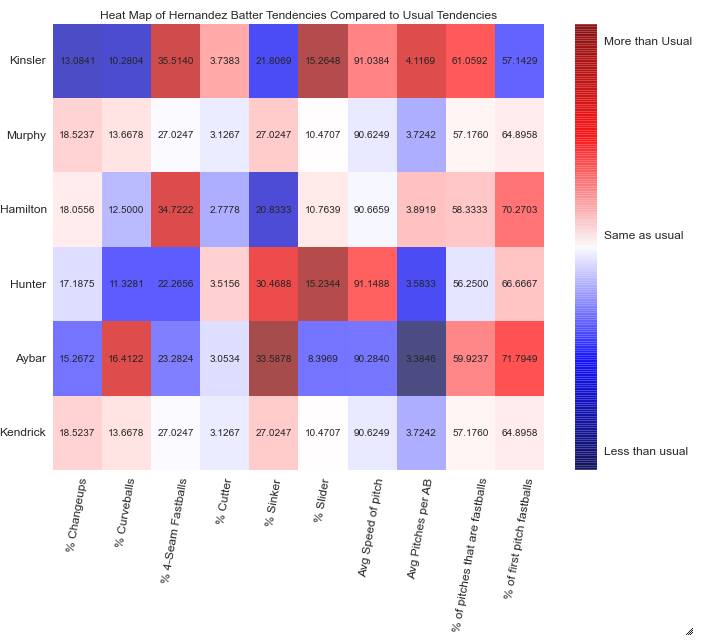 Heat Map of Hernandez Batter Tendencies Compared to Usual Tendencies
More than Usual
Kinsler 13.0841 10.2804 35.5140 3.7383 21.8069 15.2648 91.0384 4.1169 61.0592 57.1429
Murphy 18.5237 13.6678 27.0247 3.1267 27.0247 10.4707 90.6249 3.7242 57.1760 64.8958
Hamilton 18.0556 12.5000 34.7222 2.7778 20.8333 10.7639 90.6659 3.8919 58.3333 70.2703
Same as usual
Hunter 17.1875 11.3281 22.2656 3.5156 30.4688 15.2344 91.1488 3.5833 56.2500 66.6667
Aybar 15.2672 16.4122 23.2824 3.0534 33.5878 8.3969 90.2840 3.3846 59.9237 71.7949
Kendrick 18.5237 13.6678 27.0247 3.1267 27.0247 10.4707 90.6249 3.7242 57.1760 64.8958
Less than usual
% Changeups
% Curveballs
% 4-Seam Fastballs
% Cutter
% Sinker
% Slider
Avg Speed of pitch
Avg Pitches per AB
% of pitches that are fastballs
% of first pitch fastballs